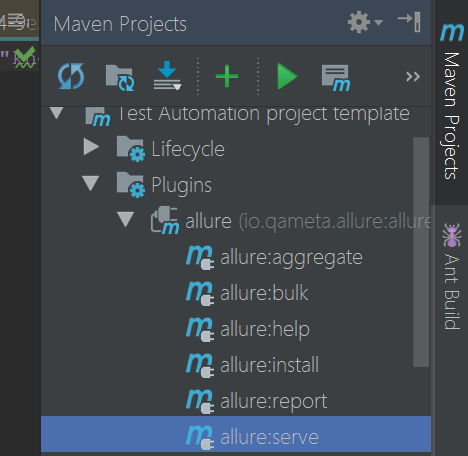 Maven Projects
Test Automation project template
Lifecycle
Plugins
allure (io.qameta.allure:allure
allure:aggregate
allure:bulk
allure:help
allure:install
allure:report
allure:serve
Maven Projects
Ant Build